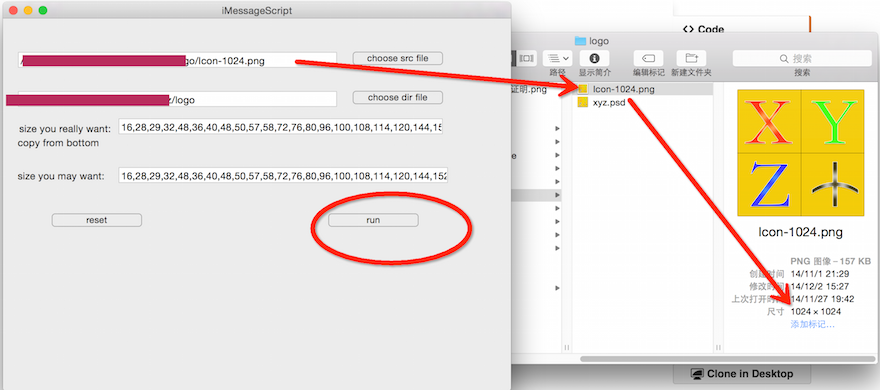 iMessageScript
go/Icon-1024.png
choose src file
/logo
choose dir file
size you really want:
copy from bottom
16,28,29,32,48,36,40,48,50,57,58,72,76,80,96,100,108,114,120,144,15
size you may want:
16,28,29,32,48,36,40,48,50,57,58,72,76,80,96,100,108,114,120,144,152
reset
run
<> Code
logo
路径
显示简介
编辑标记
新建文件夹
搜索
搜索
证明.png
Icon-1024.png
xyz.psd
e
X Y
Z
Icon-1024.png
PNG 图像 – 157 KB
创建时间 14/11/1 21:29
修改时间 14/12/2 15:27
上次打开时间 14/11/27 19:42
尺寸 1024 × 1024
添加标记...
Clone in Desktop